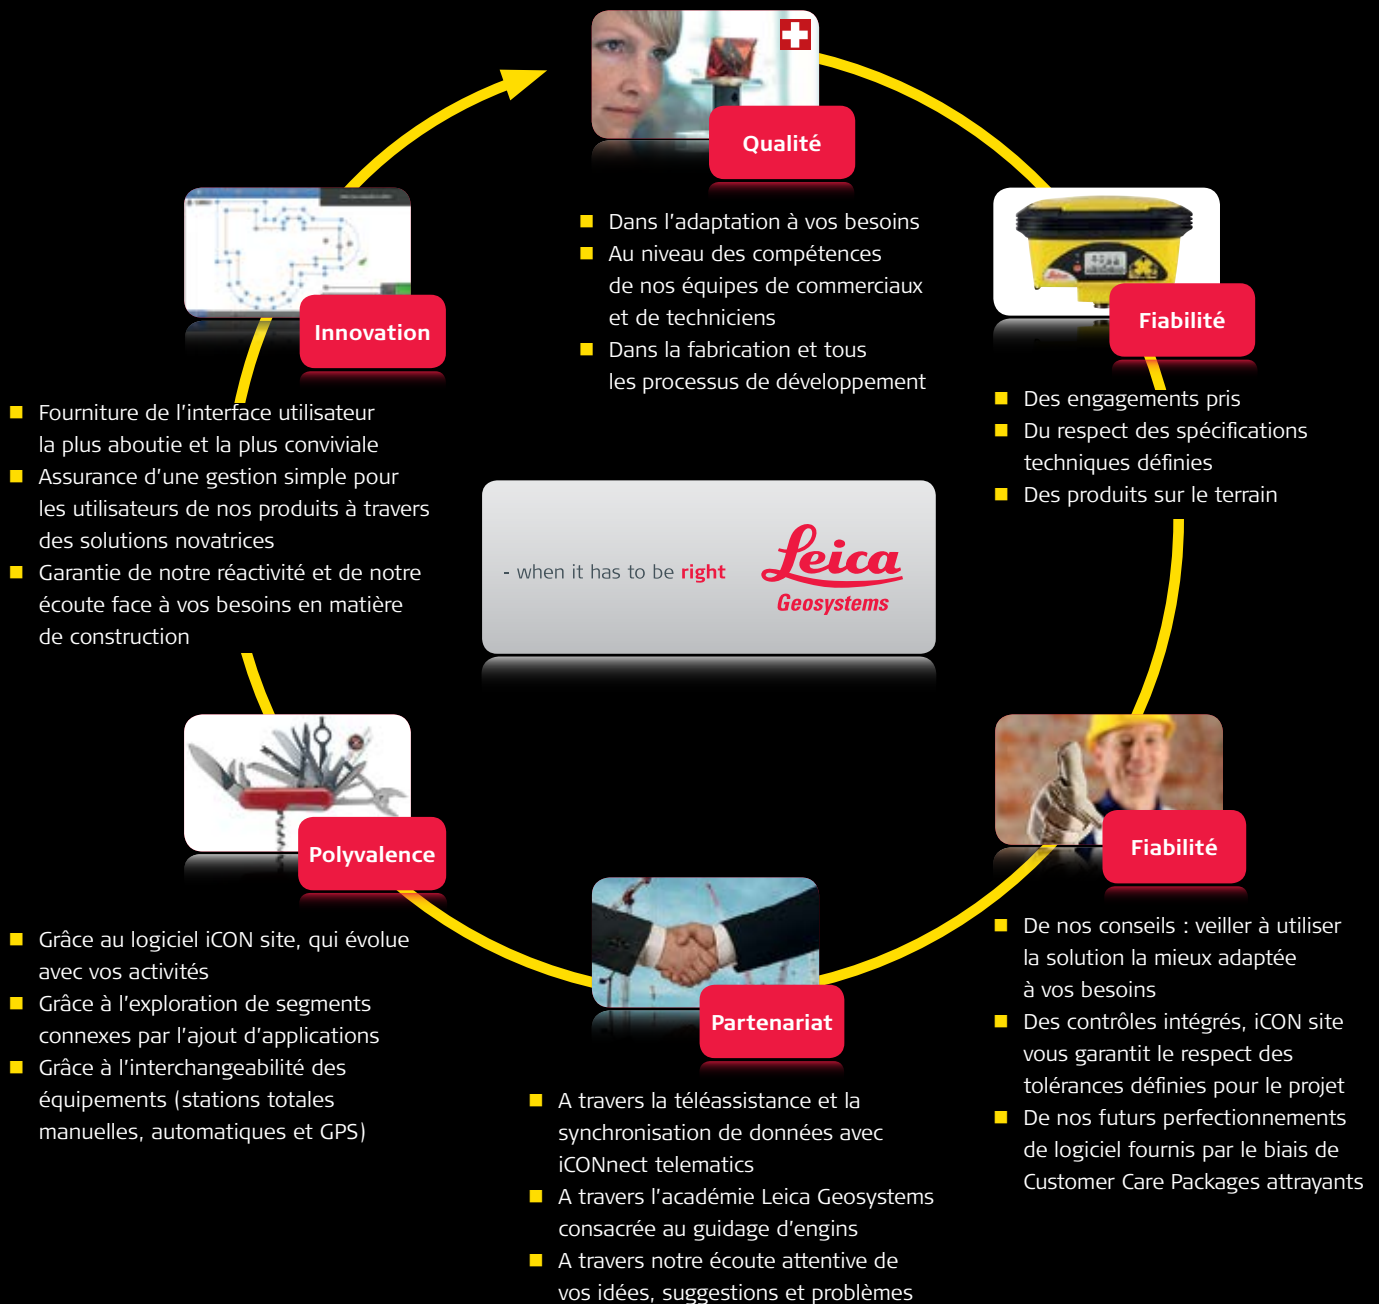 Qualité
Dans l'adaptation à vos besoins
Au niveau des compétences
de nos équipes de commerciaux
et de techniciens
Dans la fabrication et tous
les processus de développement
Fiabilité
Des engagements pris
Du respect des spécifications
techniques définies
Des produits sur le terrain
Fiabilité
De nos conseils : veiller à utiliser
la solution la mieux adaptée
à vos besoins
Des contrôles intégrés, iCON site
vous garantit le respect des
tolérances définies pour le projet
De nos futurs perfectionnements
de logiciel fournis par le biais de
Customer Care Packages attrayants
Partenariat
A travers la téléassistance et la
synchronisation de données avec
iCONnect telematics
A travers l'académie Leica Geosystems
consacrée au guidage d'engins
A travers notre écoute attentive de
vos idées, suggestions et problèmes
Polyvalence
Grâce au logiciel iCON site, qui évolue
avec vos activités
Grâce à l'exploration de segments
connexes par l'ajout d'applications
Grâce à l'interchangeabilité des
équipements (stations totales
manuelles, automatiques et GPS)
Innovation
Fourniture de l'interface utilisateur
la plus aboutie et la plus conviviale
Assurance d'une gestion simple pour
les utilisateurs de nos produits à travers
des solutions novatrices
Garantie de notre réactivité et de notre
écoute face à vos besoins en matière
de construction
- when it has to be right
Leica
Geosystems